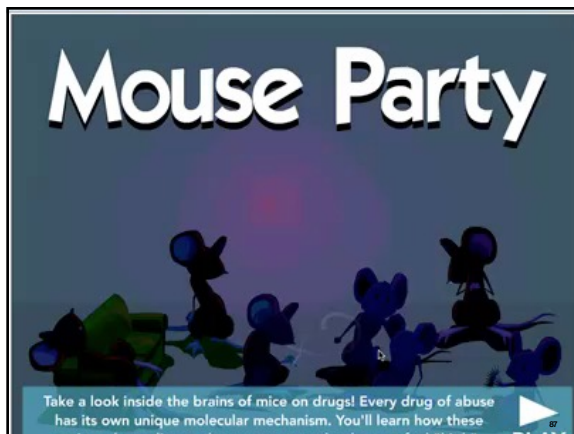 Mouse Party
Take a look inside the brains of mice on drugs! Every drug of abuse
has its own unique molecular mechanism. You'll learn how these
87